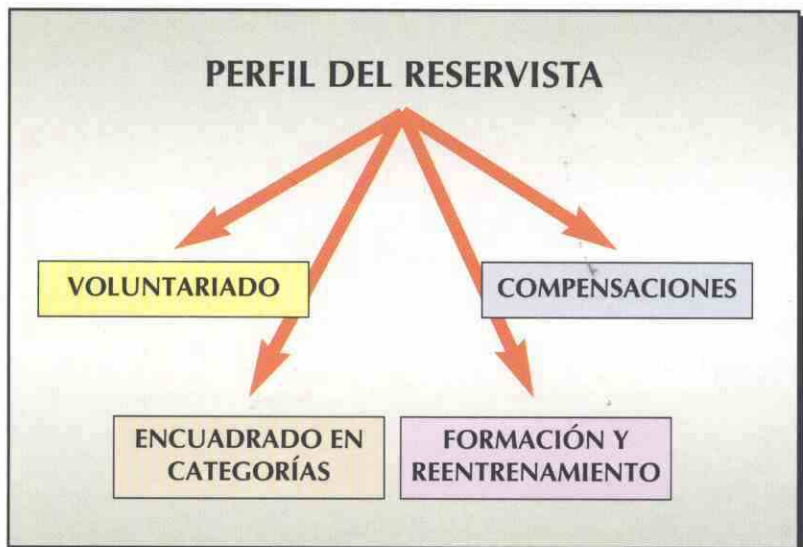 PERFIL DEL RESERVISTA
VOLUNTARIADO
COMPENSACIONES
ENCUADRADO EN
CATEGORÍAS
FORMACIÓN Y
REENTRENAMIENTO